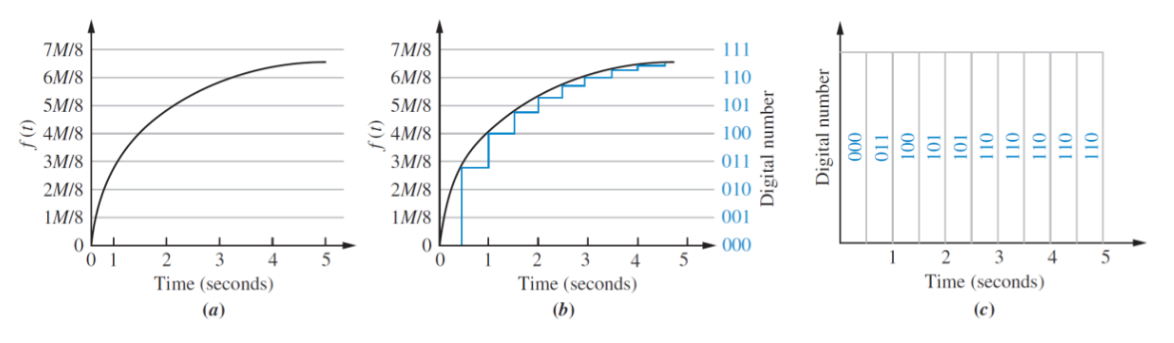 7M/8
6M/8
5M/8
4M/8
3M/8
2M/8
1M/8
0
f(t)
0 1 2 3 4 5
Time (seconds)
(a)
7M/8 111
6M/8 110
5M/8 101
4M/8 100
3M/8 011
2M/8 010
1M/8 001
0 000
f(t)
Digital number
0 1 2 3 4 5
Time (seconds)
(b)
Digital number
000 011 100 101 101 110 110 110 110 110
1 2 3 4 5
Time (seconds)
(c)